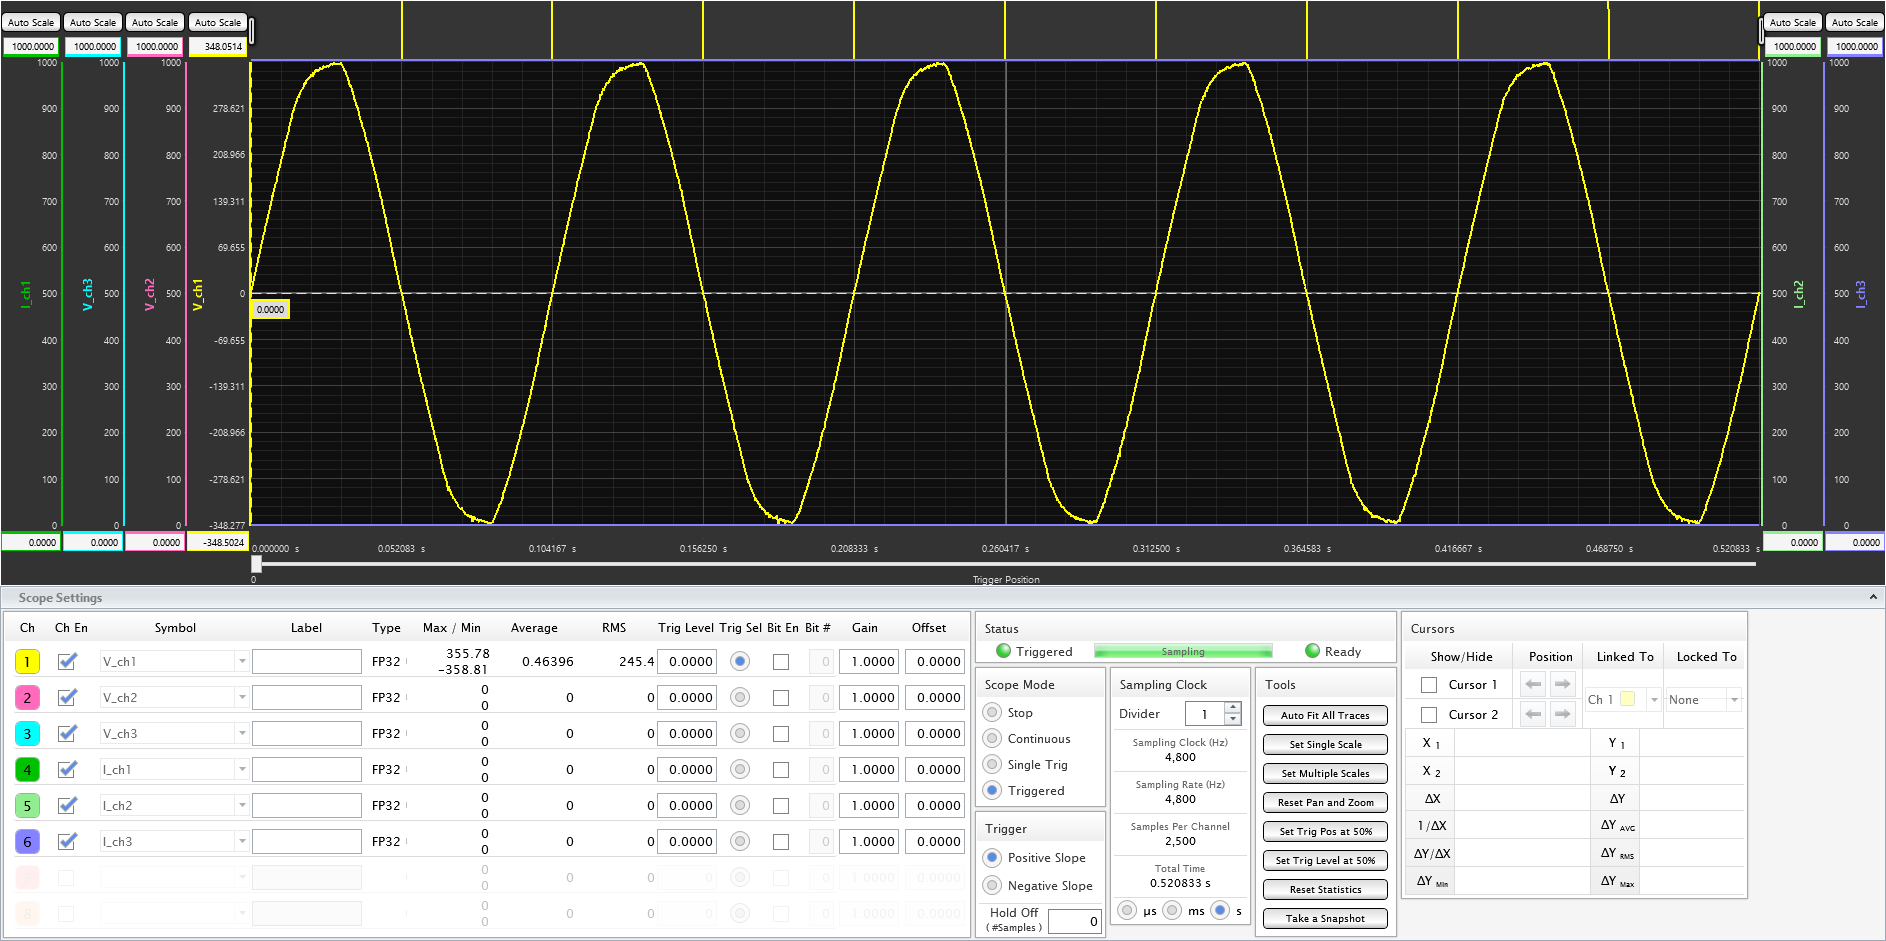 Auto Scale Auto Scale Auto Scale Auto Scale Auto Scale Auto Scale
1000.0000 1000.0000 1000.0000 348.0514 1000.0000 1000.0000
1000 1000 1000 1000 1000
900 900 900 278.621 900 900
800 800 800 208.966 800 800
700 700 700 139.311 700 700
600 600 600 69.655 600 600
I_ch1 V_ch3 V_ch2 V_ch1 I_ch2 I_ch3
500 500 500 0 500 500
0.0000
400 400 400 -69.655 400 400
300 300 300 -139.311 300 300
200 200 200 -208.966 200 200
100 100 100 -278.621 100 100
0 0 0 -348.277 0 0
0.0000 0.0000 0.0000 -348.5024 0.0000 0.0000
0.000000 s 0.052083 s 0.104167 s 0.156250 s 0.208333 s 0.260417 s 0.312500 s 0.364583 s 0.416667 s 0.468750 s 0.520833 s
0 Trigger Position
Scope Settings
Ch Ch En Symbol Label Type Max / Min Average RMS Trig Level Trig Sel Bit En Bit # Gain Offset
1 V_ch1 FP32 355.78 -358.81 0.46396 245.4 0.0000 0 1.0000 0.0000
2 V_ch2 FP32 0 0 0 0 0.0000 0 1.0000 0.0000
3 V_ch3 FP32 0 0 0 0 0.0000 0 1.0000 0.0000
4 I_ch1 FP32 0 0 0 0 0.0000 0 1.0000 0.0000
5 I_ch2 FP32 0 0 0 0 0.0000 0 1.0000 0.0000
6 I_ch3 FP32 0 0 0 0 0.0000 0 1.0000 0.0000
0 0 0 0 0 0 1.0000 0.0000
8 0 0 0 0 0 0 1.0000 0.0000
Status
Triggered Sampling Ready
Scope Mode
Stop
Continuous
Single Trig
Triggered
Trigger
Positive Slope
Negative Slope
Hold Off
( #Samples ) 0
Sampling Clock
Divider 1
Sampling Clock (Hz)
4,800
Sampling Rate (Hz)
4,800
Samples Per Channel
2,500
Total Time
0.520833 s
µs ms s
Tools
Auto Fit All Traces
Set Single Scale
Set Multiple Scales
Reset Pan and Zoom
Set Trig Pos at 50%
Set Trig Level at 50%
Reset Statistics
Take a Snapshot
Cursors
Show/Hide Position Linked To Locked To
Cursor 1
Ch 1 None
Cursor 2
X 1 Y 1
X 2 Y 2
ΔX ΔY
1/ΔX ΔY AVG
ΔY/ΔX ΔY RMS
ΔY Min ΔY Max